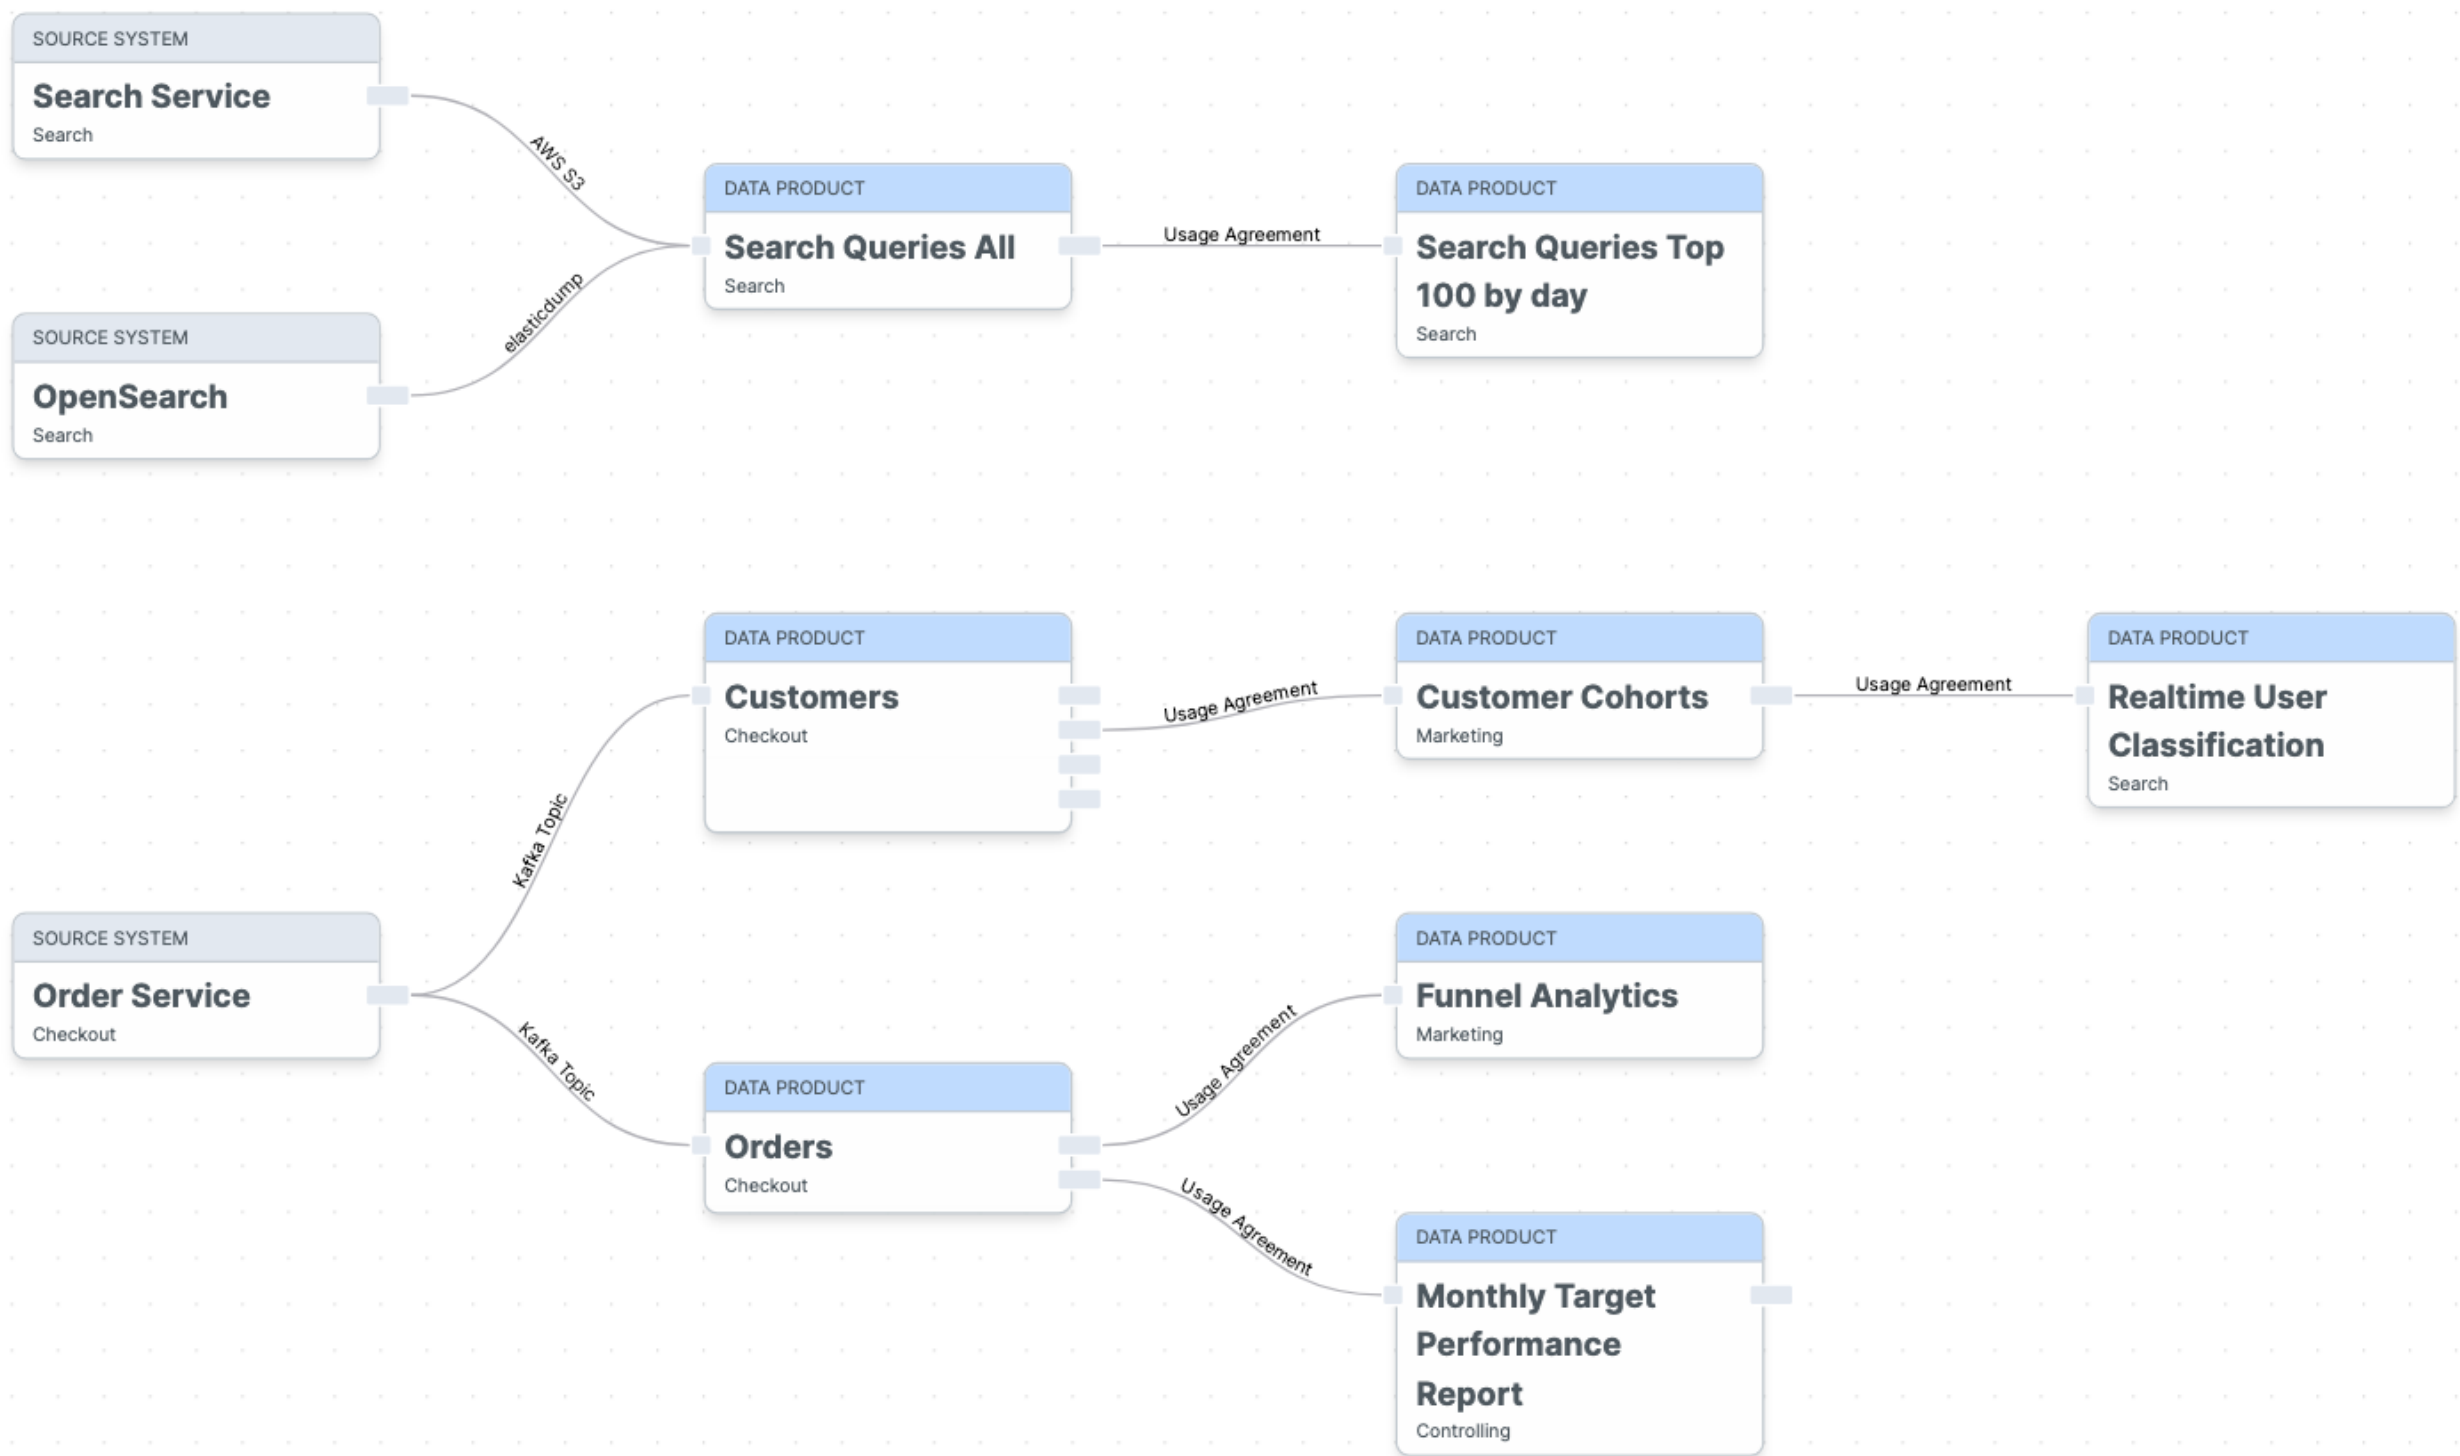 SOURCE SYSTEM
Search Service
Search
AWS S3
DATA PRODUCT
Search Queries All
Search
Usage Agreement
DATA PRODUCT
Search Queries Top
100 by day
Search
elasticdump
SOURCE SYSTEM
OpenSearch
Search
DATA PRODUCT
Customers
Checkout
Usage Agreement
DATA PRODUCT
Customer Cohorts
Marketing
Usage Agreement
DATA PRODUCT
Realtime User
Classification
Search
Kafka Topic
SOURCE SYSTEM
Order Service
Checkout
Kafka Topic
DATA PRODUCT
Orders
Checkout
Usage Agreement
DATA PRODUCT
Funnel Analytics
Marketing
Usage Agreement
DATA PRODUCT
Monthly Target
Performance
Report
Controlling